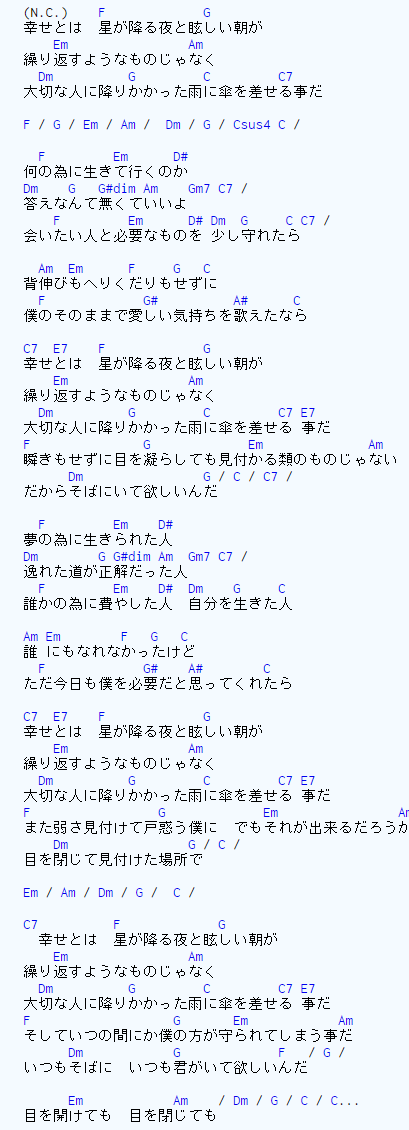 (N.C.)    F             G
幸せとは　星が降る夜と眩しい朝が
Em                Am
繰り返すようなものじゃなく
Dm          G         C         C7
大切な人に降りかかった雨に傘を差せる事だ
F / G / Em / Am /  Dm / G / Csus4 C /
F         Em      D#
何の為に生きて行くのか
Dm    G   G#dim Am    Gm7 C7 /
答えなんて無くていいよ
F         Em      D# Dm  G     C C7 /
会いたい人と必要なものを 少し守れたら
Am  Em      F     G   C
背伸びもへりくだりもせずに
F             G#          A#      C
僕のそのままで愛しい気持ちを歌えたなら
C7  E7    F             G
幸せとは　星が降る夜と眩しい朝が
Em                Am
繰り返すようなものじゃなく
Dm          G         C         C7 E7
大切な人に降りかかった雨に傘を差せる 事だ
F               G             Em              Am
瞬きもせずに目を凝らしても見付かる類のものじゃない
Dm                G / C / C7 /
だからそばにいて欲しいんだ
F         Em    D#
夢の為に生きられた人
Dm        G G#dim Am  Gm7 C7 /
逸れた道が正解だった人
F         Em    D#  Dm    G     C
誰かの為に費やした人　自分を生きた人
Am Em        F   G   C
誰 にもなれなかったけど
F             G#    A#        C
ただ今日も僕を必要だと思ってくれたら
C7  E7    F             G
幸せとは　星が降る夜と眩しい朝が
Em                Am
繰り返すようなものじゃなく
Dm          G         C         C7 E7
大切な人に降りかかった雨に傘を差せる 事だ
F                 G             Em                Am
また弱さ見付けて戸惑う僕に　でもそれが出来るだろうか
Dm                G / C /
目を閉じて見付けた場所で
Em / Am / Dm / G /  C /
C7          F             G
幸せとは　星が降る夜と眩しい朝が
Em                Am
繰り返すようなものじゃなく
Dm          G         C         C7 E7
大切な人に降りかかった雨に傘を差せる 事だ
F                   G       Em            Am
そしていつの間にか僕の方が守られてしまう事だ
Dm            G             F   / G /
いつもそばに　いつも君がいて欲しいんだ
Em            Am    / Dm / G / C / C...
目を開けても　目を閉じても